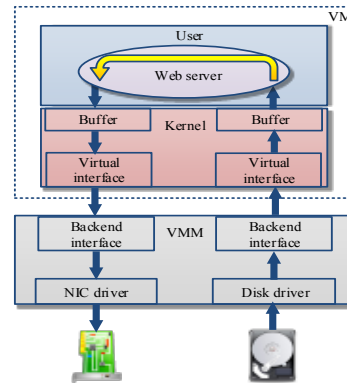 VM
User
Web server
Buffer
Kernel
Buffer
Virtual
interface
Virtual
interface
Backend
interface
VMM
Backend
interface
NIC driver
Disk driver